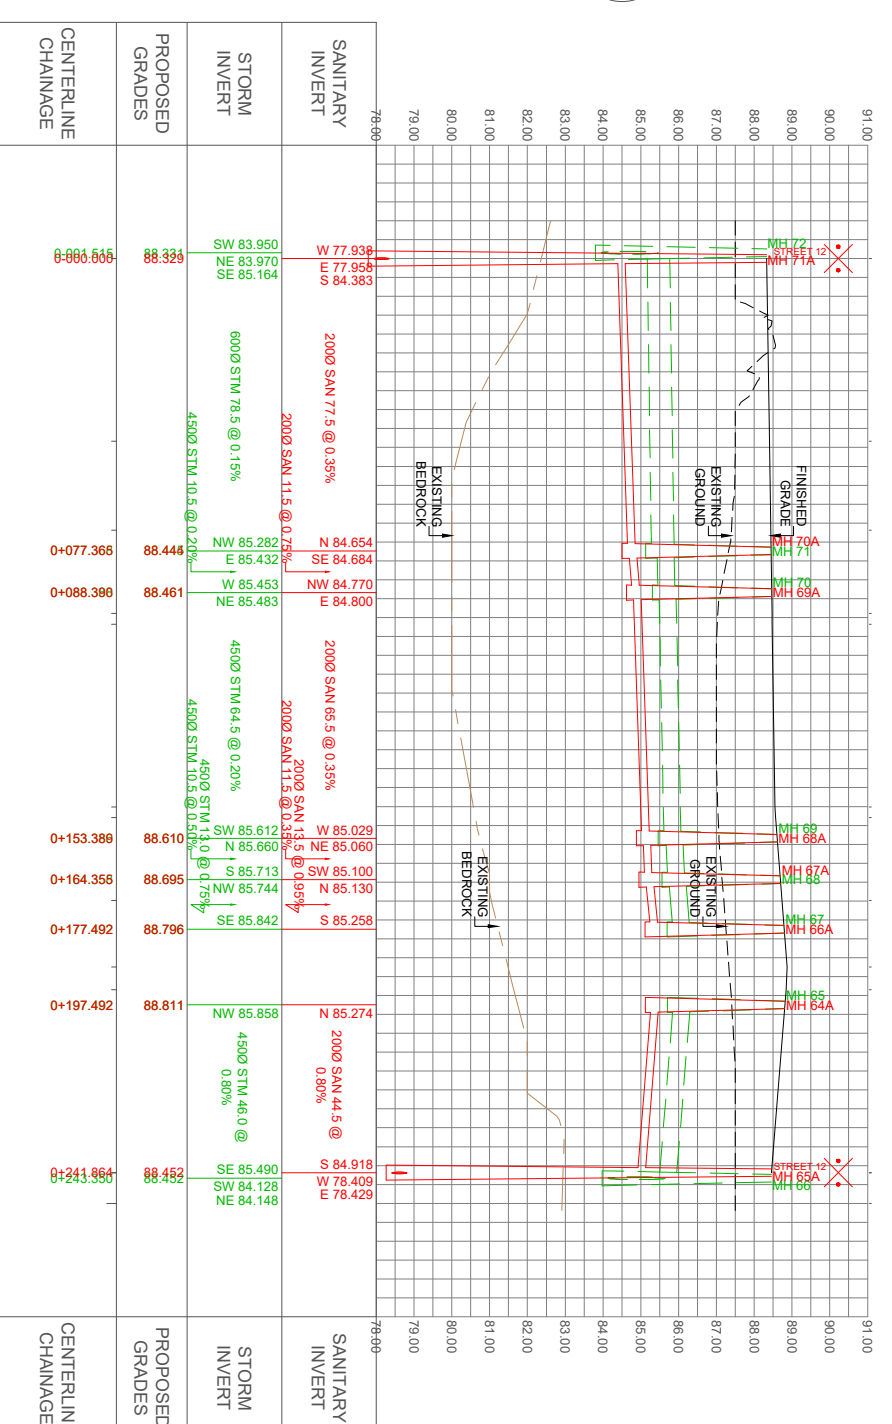 91.00
90.00
89.00
88.00
87.00
86.00
85.00
84.00
83.00
82.00
81.00
80.00
79.00
78.00
SANITARY
INVERT
STORM
INVERT
PROPOSED
GRADES
CENTERLINE
CHAINAGE
MH 72
STREET 12
MH 71A
MH 70A
MH 71
MH 70
MH 69A
MH 69
MH 68A
MH 67A
MH 68
MH 67
MH 66A
MH 65
MH 64A
STREET 12
MH 65A
MH 66
FINISHED
GRADE
EXISTING
GROUND
EXISTING
BEDROCK
EXISTING
GROUND
EXISTING
BEDROCK
W 77.938
E 77.958
S 84.383
200Ø SAN 77.5 @ 0.35%
N 84.654
SE 84.684
200Ø SAN 11.5 @ 0.75%
NW 84.770
E 84.800
200Ø SAN 65.5 @ 0.35%
W 85.029
NE 85.060
200Ø SAN 11.5 @ 0.35%
SW 85.100
N 85.130
200Ø SAN 13.5 @ 0.95%
S 85.258
N 85.274
200Ø SAN 44.5 @
0.80%
S 84.918
W 78.409
E 78.429
SW 83.950
NE 83.970
SE 85.164
600Ø STM 78.5 @ 0.15%
NW 85.282
E 85.432
450Ø STM 10.5 @ 0.20%
W 85.453
NE 85.483
450Ø STM 64.5 @ 0.20%
SW 85.612
N 85.660
450Ø STM 10.5 @ 0.50%
S 85.713
NW 85.744
450Ø STM 13.0 @ 0.75%
SE 85.842
NW 85.858
450Ø STM 46.0 @
0.80%
SE 85.490
SW 84.128
NE 84.148
88.331
88.329
88.461
88.610
88.695
88.796
88.811
88.452
88.452
0-001.515
0-000.000
0+153.389
0+177.492
0+197.492
0+241.864
0+243.350
91.00
90.00
89.00
88.00
87.00
86.00
85.00
84.00
83.00
82.00
81.00
80.00
79.00
78.00
SANITARY
INVERT
STORM
INVERT
PROPOSED
GRADES
CENTERLIN
CHAINAGE